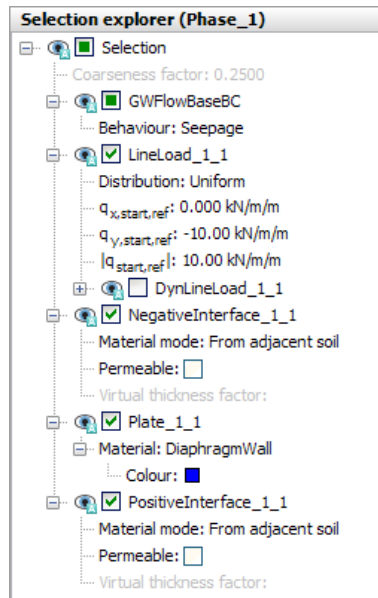 Selection explorer (Phase_1)
Selection
Coarseness factor: 0.2500
GWFlowBaseBC
Behaviour: Seepage
LineLoad_1_1
Distribution: Uniform
qx,start,ref: 0.000 kN/m/m
qy,start,ref: -10.00 kN/m/m
|qstart,ref|: 10.00 kN/m/m
DynLineLoad_1_1
NegativeInterface_1_1
Material mode: From adjacent soil
Permeable:
Virtual thickness factor:
Plate_1_1
Material: DiaphragmWall
Colour:
PositiveInterface_1_1
Material mode: From adjacent soil
Permeable:
Virtual thickness factor: